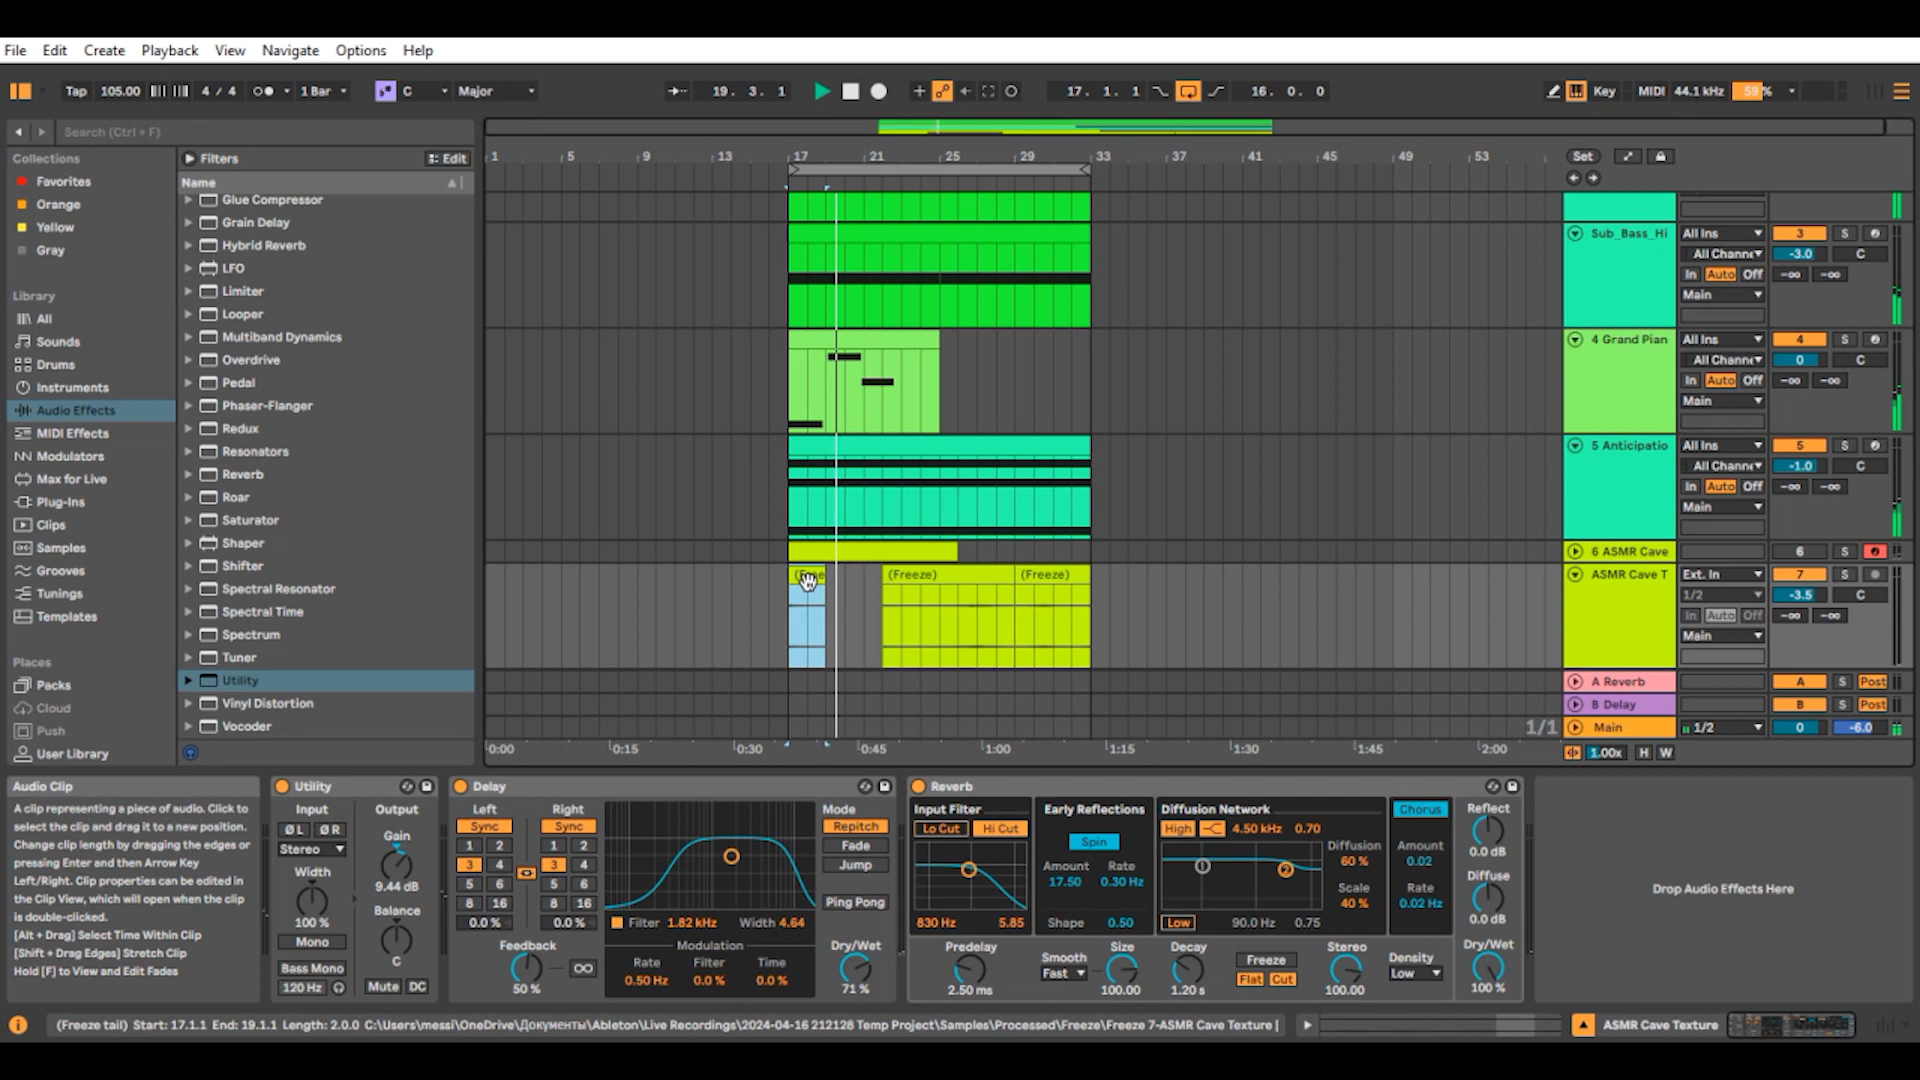 File Edit Create Playback View Navigate Options Help
Tap 105.00 4 / 4 1 Bar C Major 19. 3. 1 17. 1. 1 16. 0. 0 Key MIDI 44.1 kHz 59 %
Search (Ctrl + F)
Collections
Favorites
Orange
Yellow
Gray
Library
All
Sounds
Drums
Instruments
Audio Effects
MIDI Effects
Modulators
Max for Live
Plug-Ins
Clips
Samples
Grooves
Tunings
Templates
Places
Packs
Cloud
Push
User Library
Filters Edit
Name
Glue Compressor
Grain Delay
Hybrid Reverb
LFO
Limiter
Looper
Multiband Dynamics
Overdrive
Pedal
Phaser-Flanger
Redux
Resonators
Reverb
Roar
Saturator
Shaper
Shifter
Spectral Resonator
Spectral Time
Spectrum
Tuner
Utility
Vinyl Distortion
Vocoder
1 5 9 13 17 21 25 29 33 37 41 45 49 53
Set
(Freeze) (Freeze)
0:00 0:15 0:30 0:45 1:00 1:15 1:30 1:45 2:00
1/1
Sub_Bass_Hi All Ins 3 S
All Channe -3.0 C
In Auto Off -∞ -∞
Main
4 Grand Pian All Ins 4 S
All Channe 0 C
In Auto Off -∞ -∞
Main
5 Anticipatio All Ins 5 S
All Channe -1.0 C
In Auto Off -∞ -∞
Main
6 ASMR Cave 6 S
ASMR Cave T Ext. In 7 S
1/2 -3.5 C
In Auto Off -∞ -∞
Main
A Reverb A S Post
B Delay B S Post
Main 1/2 0 -6.0
1.00x H W
Audio Clip
A clip representing a piece of audio. Click to
select the clip and drag it to a new position.
Change clip length by dragging the edges or
pressing Enter and then Arrow Key
Left/Right. Clip properties can be edited in
the Clip View, which will open when the clip
is double-clicked.
[Alt + Drag] Select Time Within Clip
[Shift + Drag Edges] Stretch Clip
Hold [F] to View and Edit Fades
Utility
Input Output
Ø L Ø R Gain
Stereo
Width 9.44 dB
100 % Balance
Mono
Bass Mono C
120 Hz Mute DC
Delay
Left Right Mode
Sync Sync Repitch
1 2 1 2 Fade
3 4 3 4 Jump
5 6 5 6
8 16 8 16 Ping Pong
0.0 % 0.0 % Filter 1.82 kHz Width 4.64
Feedback Modulation Dry/Wet
Rate Filter Time
50 % 0.50 Hz 0.0 % 0.0 % 71 %
Reverb
Input Filter Early Reflections Diffusion Network Chorus Reflect
Lo Cut Hi Cut Spin High 4.50 kHz 0.70 Amount 0.0 dB
Amount Rate Diffusion 0.02
17.50 0.30 Hz 60 % Rate Diffuse
Scale 0.02 Hz
830 Hz 5.85 Shape 0.50 Low 90.0 Hz 0.75 40 % 0.0 dB
Predelay Smooth Size Decay Freeze Stereo Density Dry/Wet
Fast Flat Cut Low
2.50 ms 100.00 1.20 s 100.00 100 %
Drop Audio Effects Here
(Freeze tail) Start: 17.1.1 End: 19.1.1 Length: 2.0.0 C:\Users\messi\OneDrive\Документы\Ableton\Live Recordings\2024-04-16 212128 Temp Project\Samples\Processed\Freeze\Freeze 7-ASMR Cave Texture |
ASMR Cave Texture